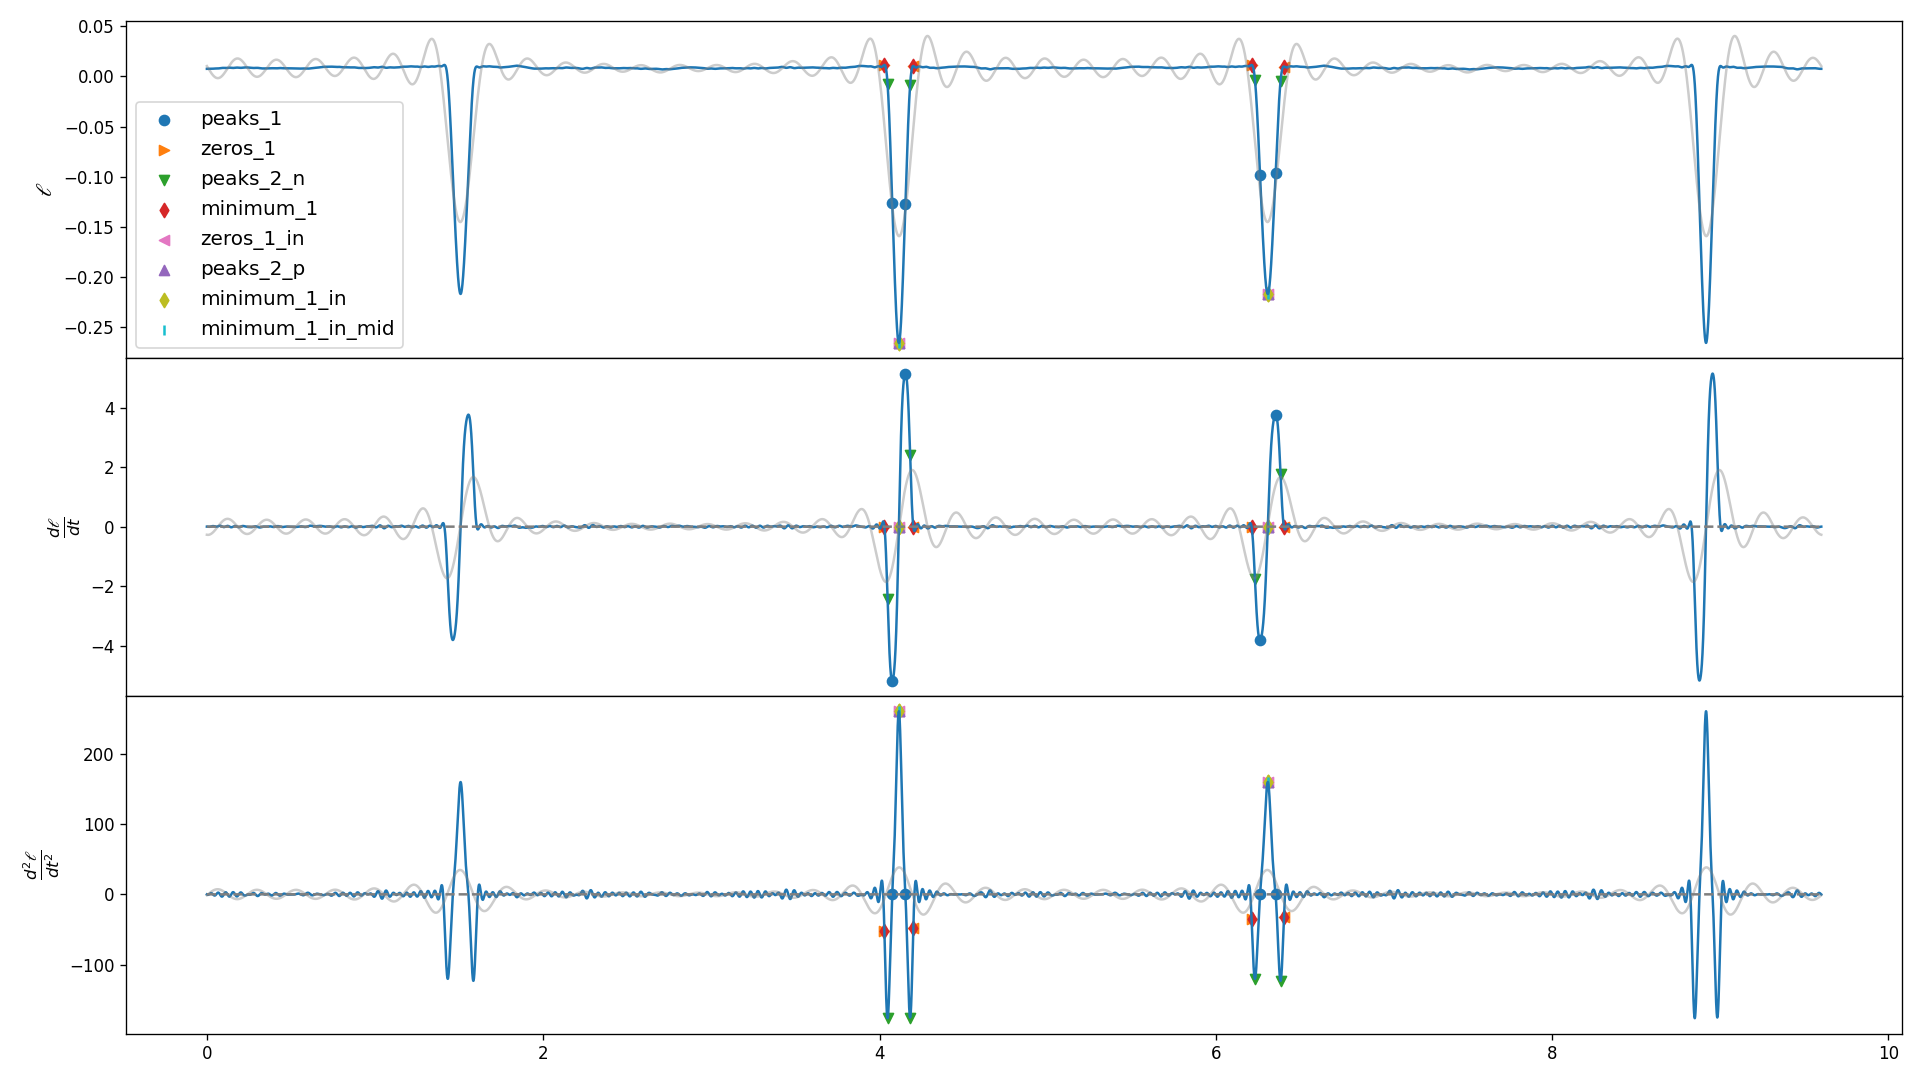 0.05
0.00
−0.05
−0.10
−0.15
−0.20
−0.25
ℓ
peaks_1
zeros_1
peaks_2_n
minimum_1
zeros_1_in
peaks_2_p
minimum_1_in
minimum_1_in_mid
4
2
0
−2
−4
dℓ/dt
200
100
0
−100
d²ℓ/dt²
0 2 4 6 8 10